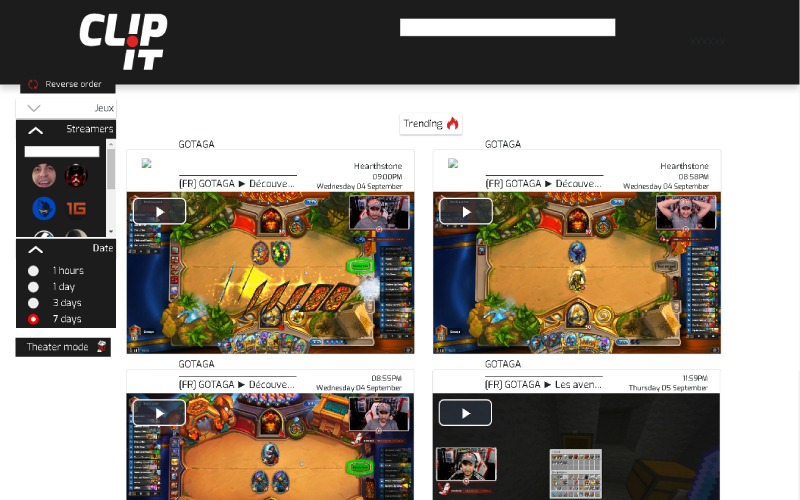 CLIP
IT
Reverse order
Jeux
Streamers
1G
Date
1 hours
1 day
3 days
7 days
Theater mode
Trending
GOTAGA
Hearthstone
09:00PM
(FR) GOTAGA ► Découve...
Wednesday 04 September
GOTAGA
Hearthstone
08:58PM
(FR) GOTAGA ► Découve...
Wednesday 04 September
GOTAGA
08:55PM
(FR) GOTAGA ► Découve...
Wednesday 04 September
GOTAGA
11:59PM
(FR) GOTAGA ► Les aven...
Thursday 05 September